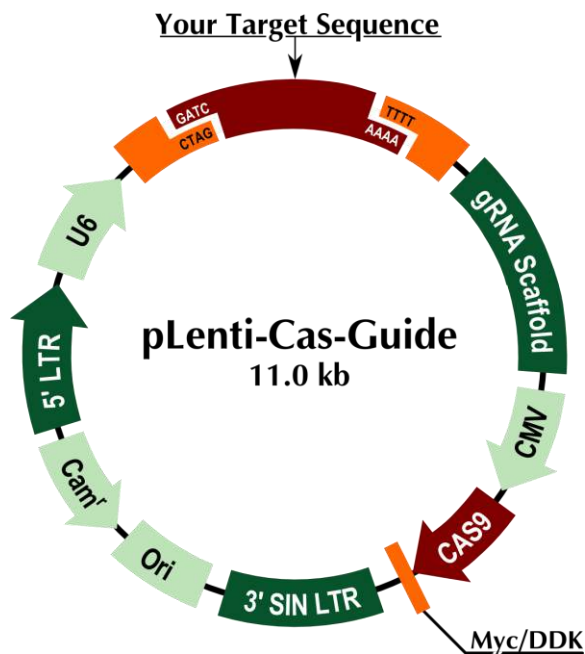 Your Target Sequence
GATC
CTAG
TTTT
AAAA
gRNA Scaffold
CMV
CAS9
Myc/DDK
3' SIN LTR
Ori
Camʳ
5' LTR
U6
pLenti-Cas-Guide
11.0 kb